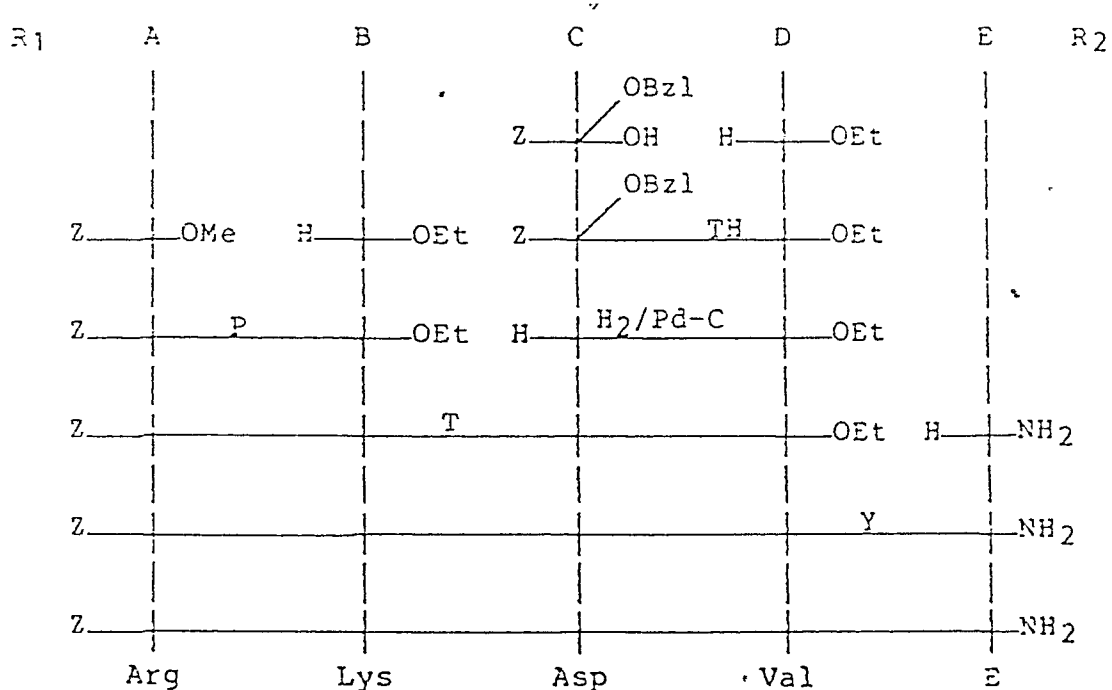 R1 A B C D E R2
OBzl
Z OH H OEt
OBzl
Z OMe H OEt Z TH OEt
Z P OEt H H2/Pd-C OEt
Z T OEt H NH2
Z Y NH2
Z NH2
Arg Lys Asp Val E